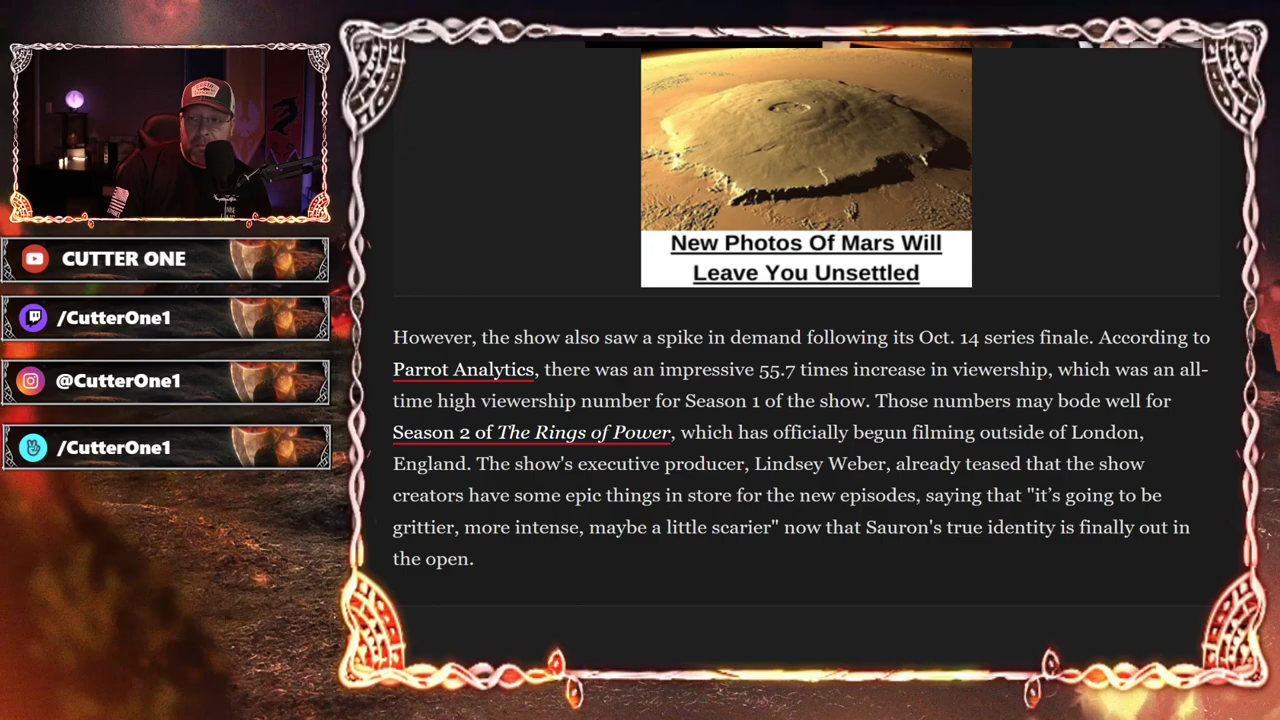 CUTTER ONE
/CutterOne1
@CutterOne1
/CutterOne1
New Photos Of Mars Will
Leave You Unsettled
However, the show also saw a spike in demand following its Oct. 14 series finale. According to
Parrot Analytics, there was an impressive 55.7 times increase in viewership, which was an all-
time high viewership number for Season 1 of the show. Those numbers may bode well for
Season 2 of The Rings of Power, which has officially begun filming outside of London,
England. The show's executive producer, Lindsey Weber, already teased that the show
creators have some epic things in store for the new episodes, saying that "it’s going to be
grittier, more intense, maybe a little scarier" now that Sauron's true identity is finally out in
the open.